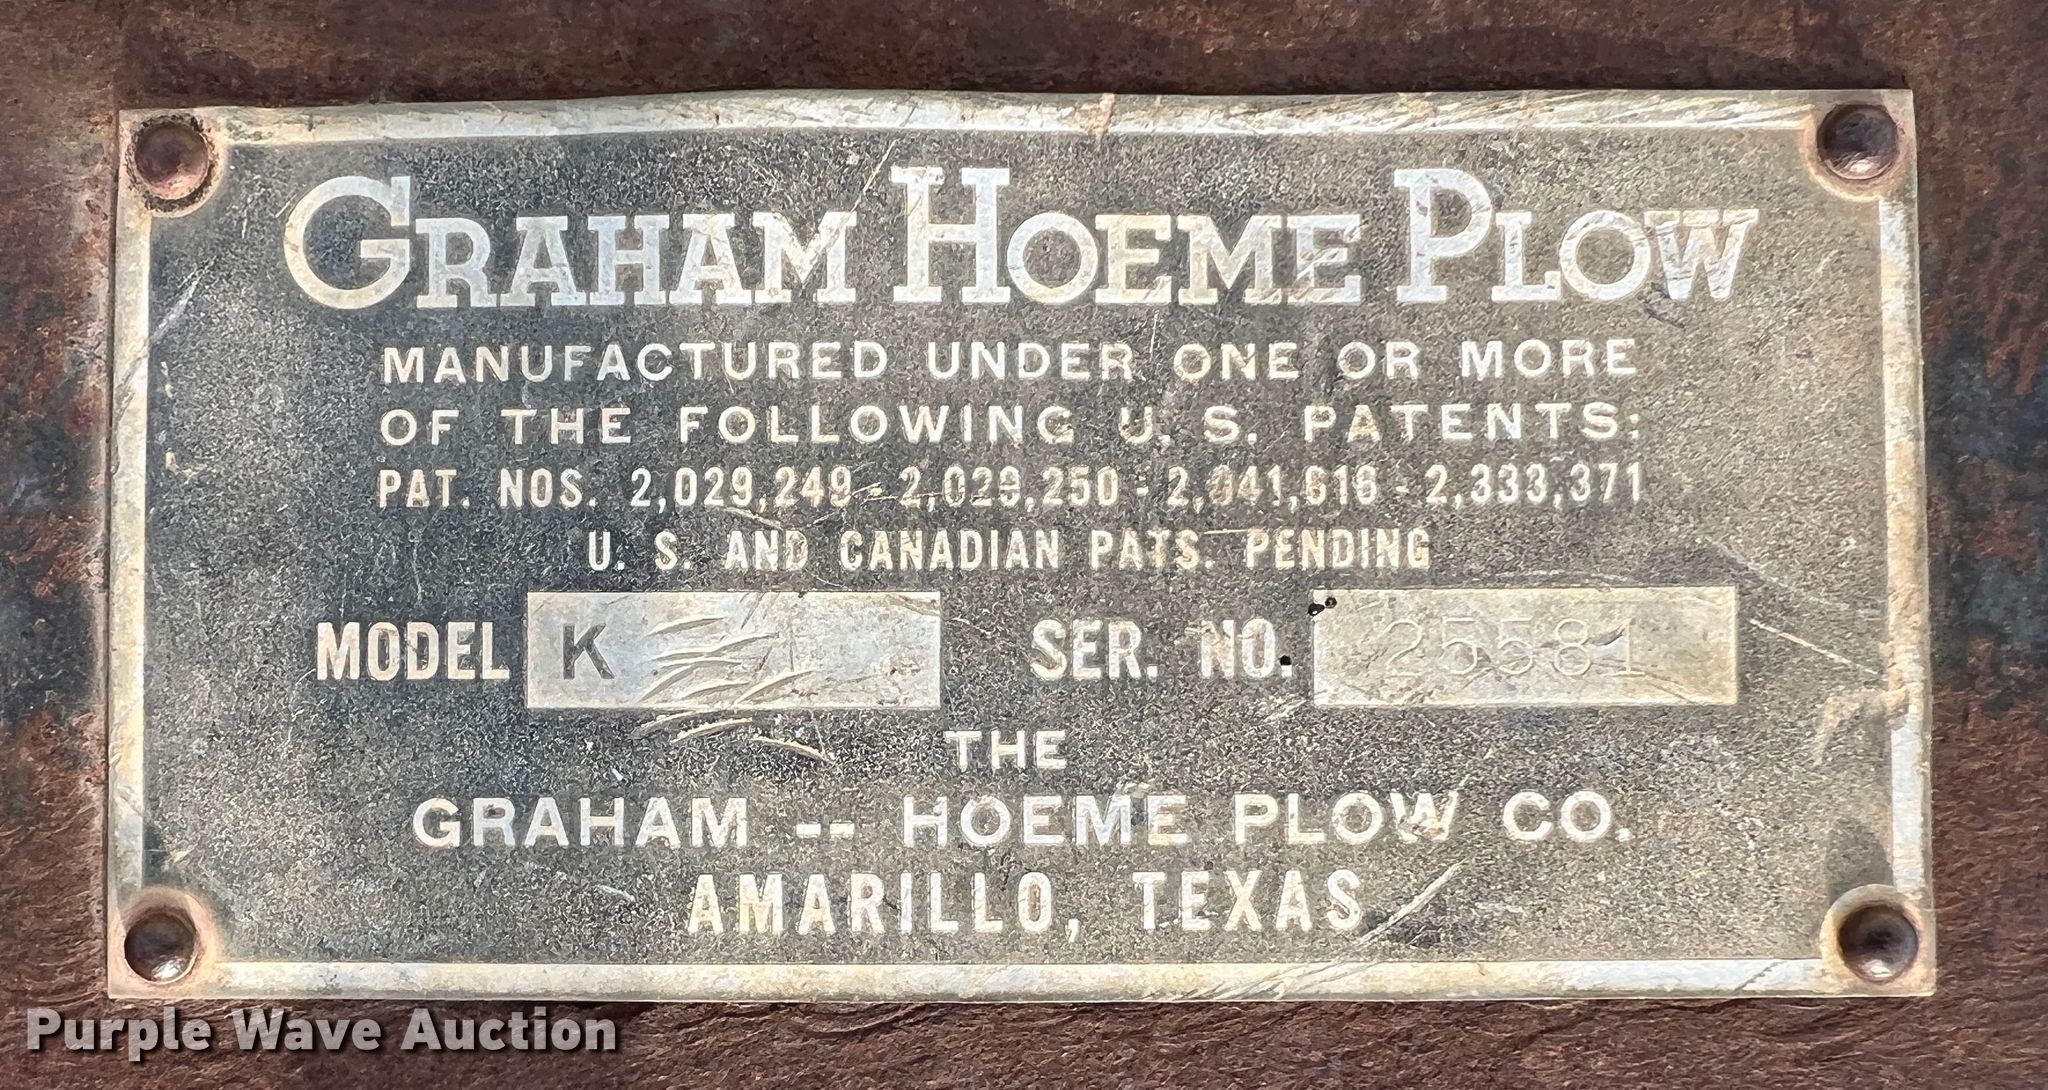 GRAHAM HOEME PLOW
MANUFACTURED UNDER ONE OR MORE
OF THE FOLLOWING U. S. PATENTS:
PAT. NOS. 2,029,249 - 2,029,250 - 2,041,616 - 2,333,371
U. S. AND CANADIAN PATS. PENDING
MODEL K SER. NO. 25581
THE
GRAHAM -- HOEME PLOW CO.
AMARILLO, TEXAS
Purple Wave Auction